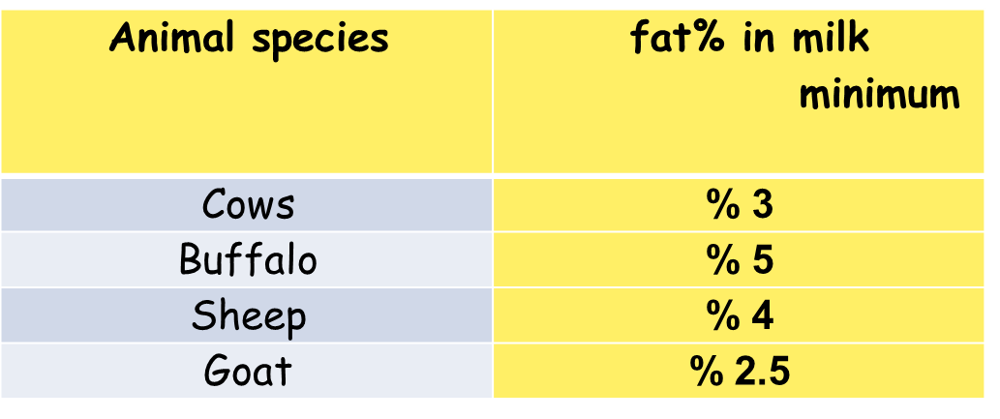 Animal species
fat% in milk
minimum
Cows
% 3
Buffalo
% 5
Sheep
% 4
Goat
% 2.5